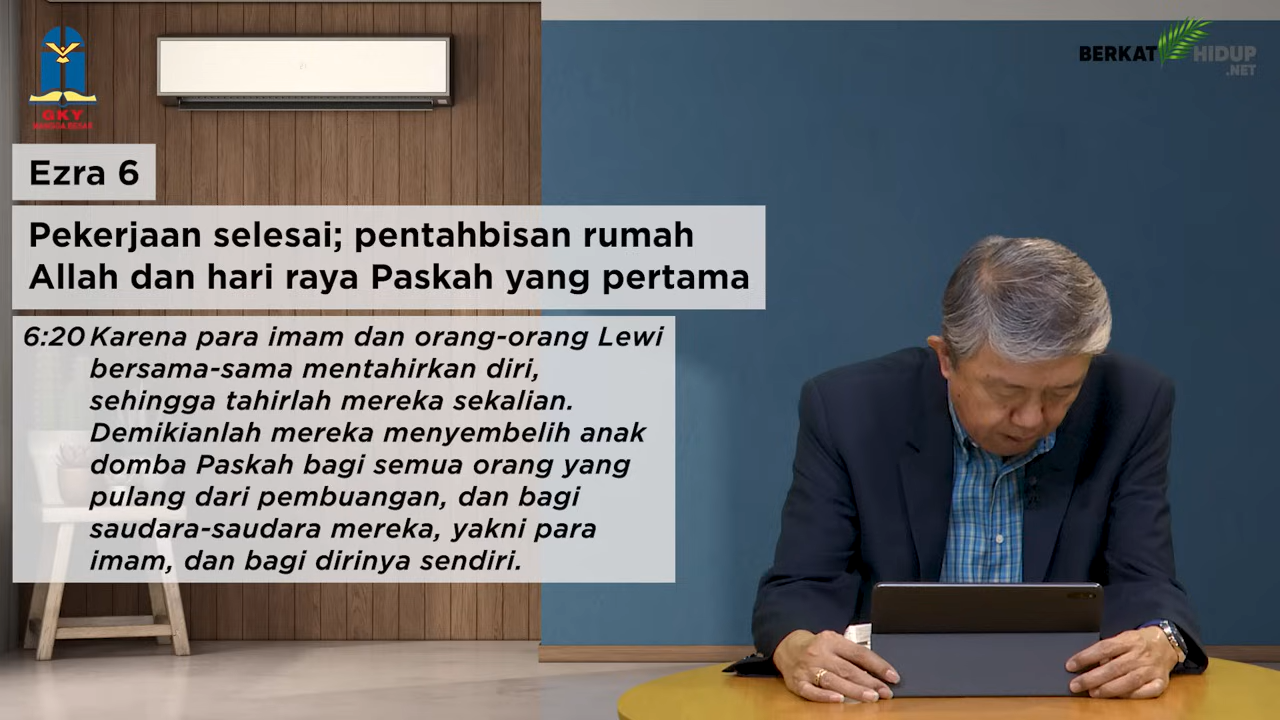 GKY
MANGGA BESAR
BERKAT HIDUP
.NET
Ezra 6
Pekerjaan selesai; pentahbisan rumah
Allah dan hari raya Paskah yang pertama
6:20 Karena para imam dan orang-orang Lewi
bersama-sama mentahirkan diri,
sehingga tahirlah mereka sekalian.
Demikianlah mereka menyembelih anak
domba Paskah bagi semua orang yang
pulang dari pembuangan, dan bagi
saudara-saudara mereka, yakni para
imam, dan bagi dirinya sendiri.